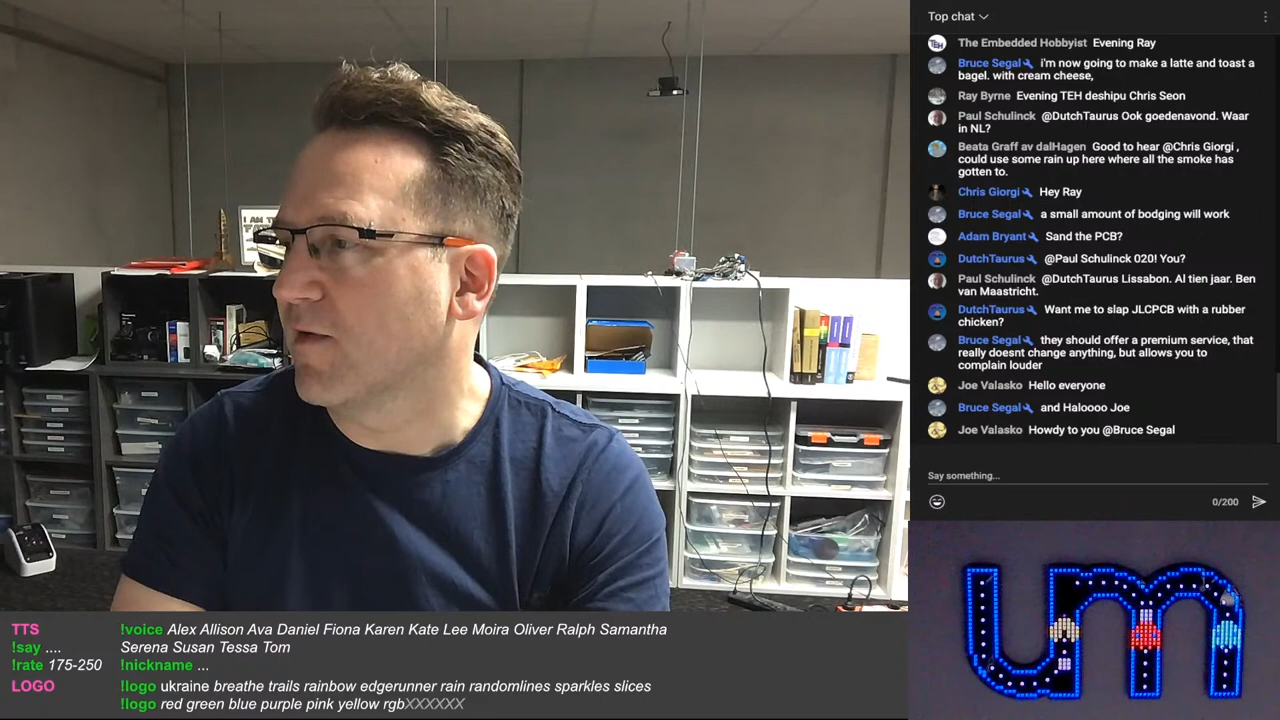 I AM TH
Top chat
The Embedded Hobbyist Evening Ray
Bruce Segal i'm now going to make a latte and toast a
bagel. with cream cheese,
Ray Byrne Evening TEH deshipu Chris Seon
Paul Schulinck @DutchTaurus Ook goedenavond. Waar
in NL?
Beata Graff av dalHagen Good to hear @Chris Giorgi ,
could use some rain up here where all the smoke has
gotten to.
Chris Giorgi Hey Ray
Bruce Segal a small amount of bodging will work
Adam Bryant Sand the PCB?
DutchTaurus @Paul Schulinck 020! You?
Paul Schulinck @DutchTaurus Lissabon. Al tien jaar. Ben
van Maastricht.
DutchTaurus Want me to slap JLCPCB with a rubber
chicken?
Bruce Segal they should offer a premium service, that
really doesnt change anything, but allows you to
complain louder
Joe Valasko Hello everyone
Bruce Segal and Haloooo Joe
Joe Valasko Howdy to you @Bruce Segal
Say something...
0/200
um
TTS !voice Alex Allison Ava Daniel Fiona Karen Kate Lee Moira Oliver Ralph Samantha
!say .... Serena Susan Tessa Tom
!rate 175-250 !nickname ...
LOGO !logo ukraine breathe trails rainbow edgerunner rain randomlines sparkles slices
!logo red green blue purple pink yellow rgbXXXXXX